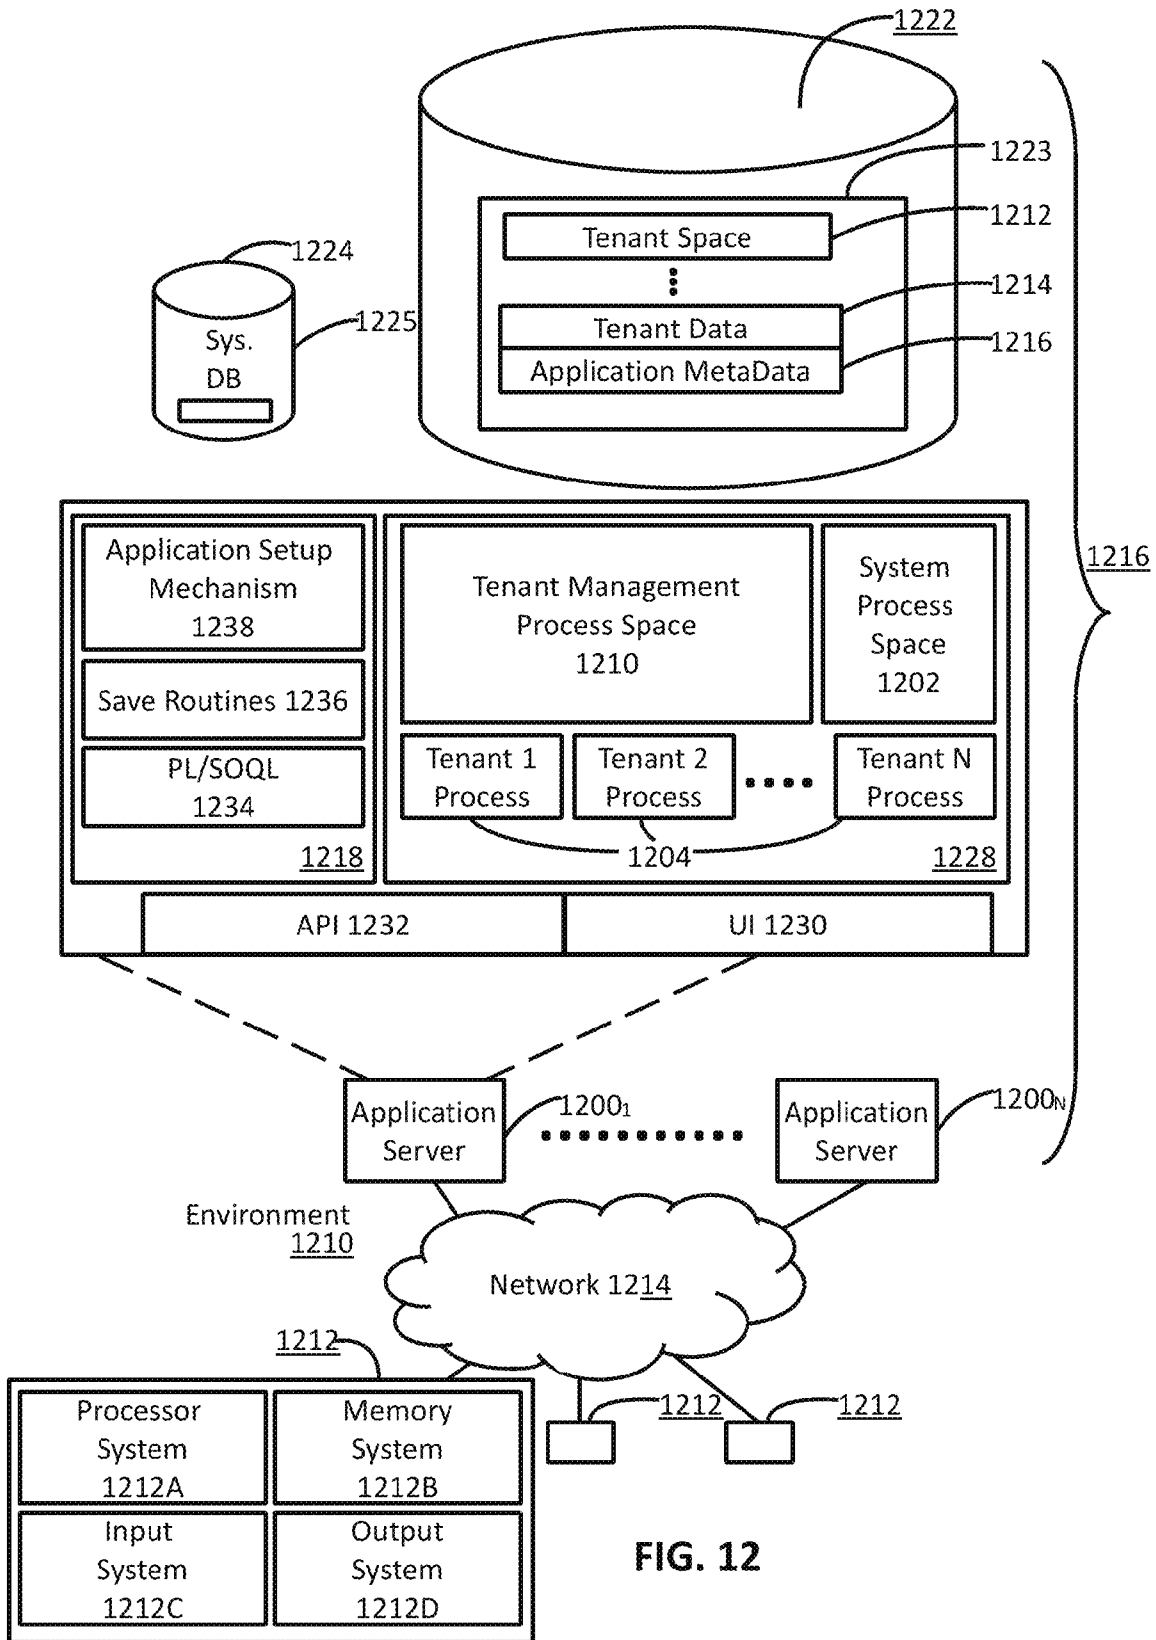 1222
1223
1212
Tenant Space
1224
1214
1225
Tenant Data
Sys.
DB
1216
Application MetaData
Application Setup
Mechanism
1238
Tenant Management
Process Space
1210
System
Process
Space
1202
1216
Save Routines 1236
PL/SOQL
1234
Tenant 1
Process
Tenant 2
Process
Tenant N
Process
1218
1204
1228
API 1232
UI 1230
Application
Server
1200₁
Application
Server
1200N
Environment
1210
Network 1214
1212
1212
1212
Processor
System
1212A
Memory
System
1212B
Input
System
1212C
Output
System
1212D
FIG. 12